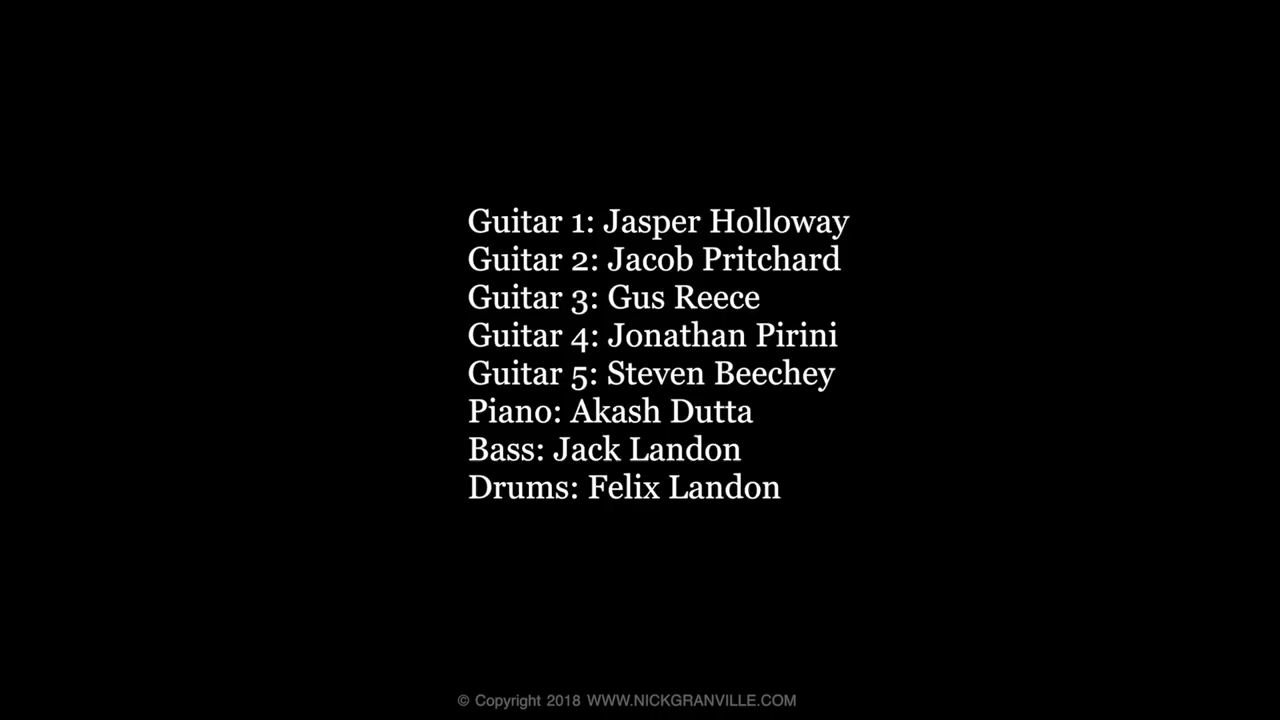 Guitar 1: Jasper Holloway
Guitar 2: Jacob Pritchard
Guitar 3: Gus Reece
Guitar 4: Jonathan Pirini
Guitar 5: Steven Beechey
Piano: Akash Dutta
Bass: Jack Landon
Drums: Felix Landon
© Copyright 2018 WWW.NICKGRANVILLE.COM